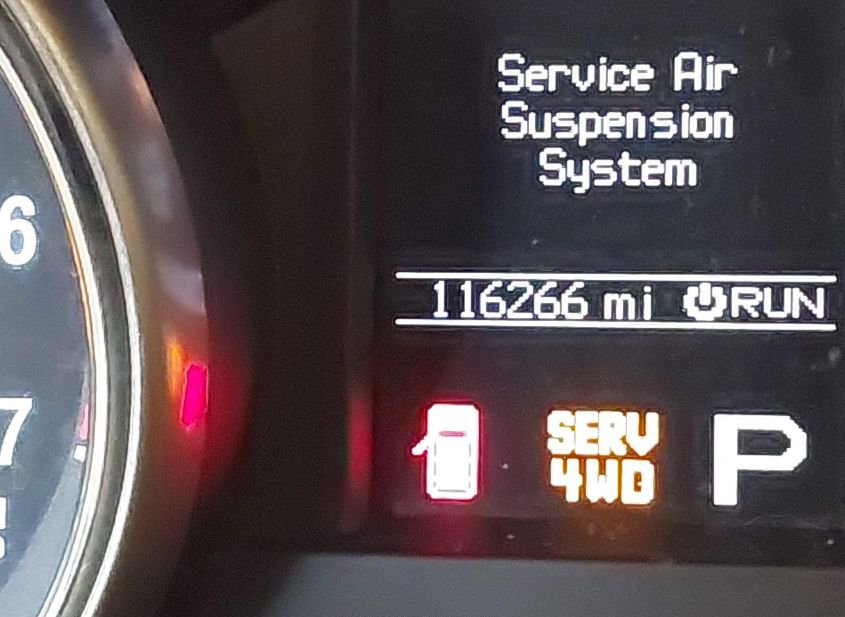 Service Air
Suspension
System
6
116266 mi RUN
7
SERV
4WD
P